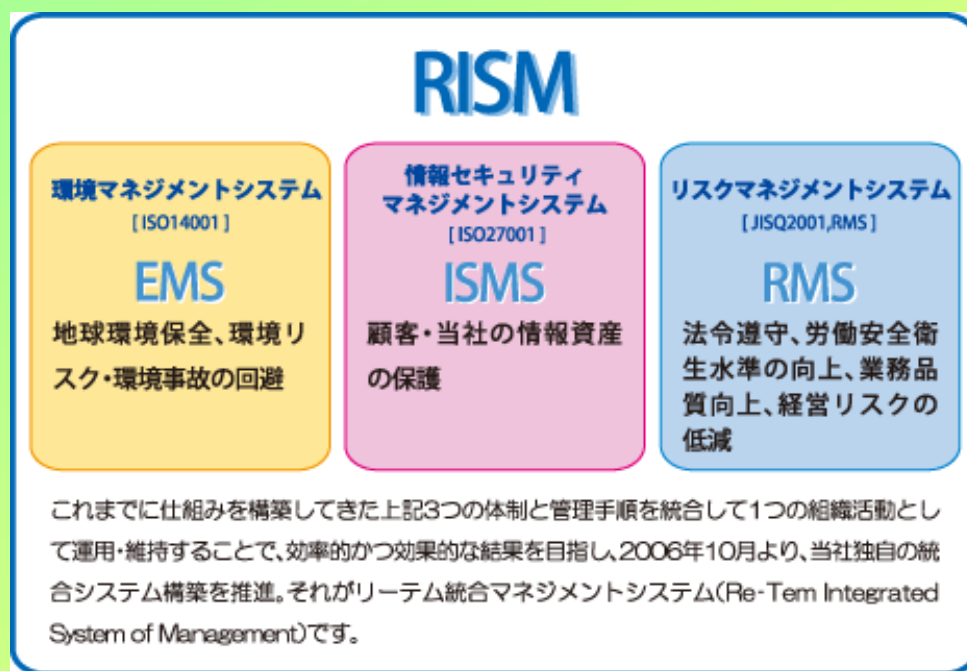 RISM
環境マネジメントシステム
[ ISO14001 ]
EMS
地球環境保全、環境リ
スク・環境事故の回避
情報セキュリティ
マネジメントシステム
[ ISO27001 ]
ISMS
顧客・当社の情報資産
の保護
リスクマネジメントシステム
[ JISQ2001,RMS ]
RMS
法令遵守、労働安全衛
生水準の向上、業務品
質向上、経営リスクの
低減
これまでに仕組みを構築してきた上記3つの体制と管理手順を統合して1つの組織活動とし
て運用・維持することで、効率的かつ効果的な結果を目指し、2006年10月より、当社独自の統
合システム構築を推進。それがリーテム統合マネジメントシステム(Re-Tem Integrated
System of Management)です。